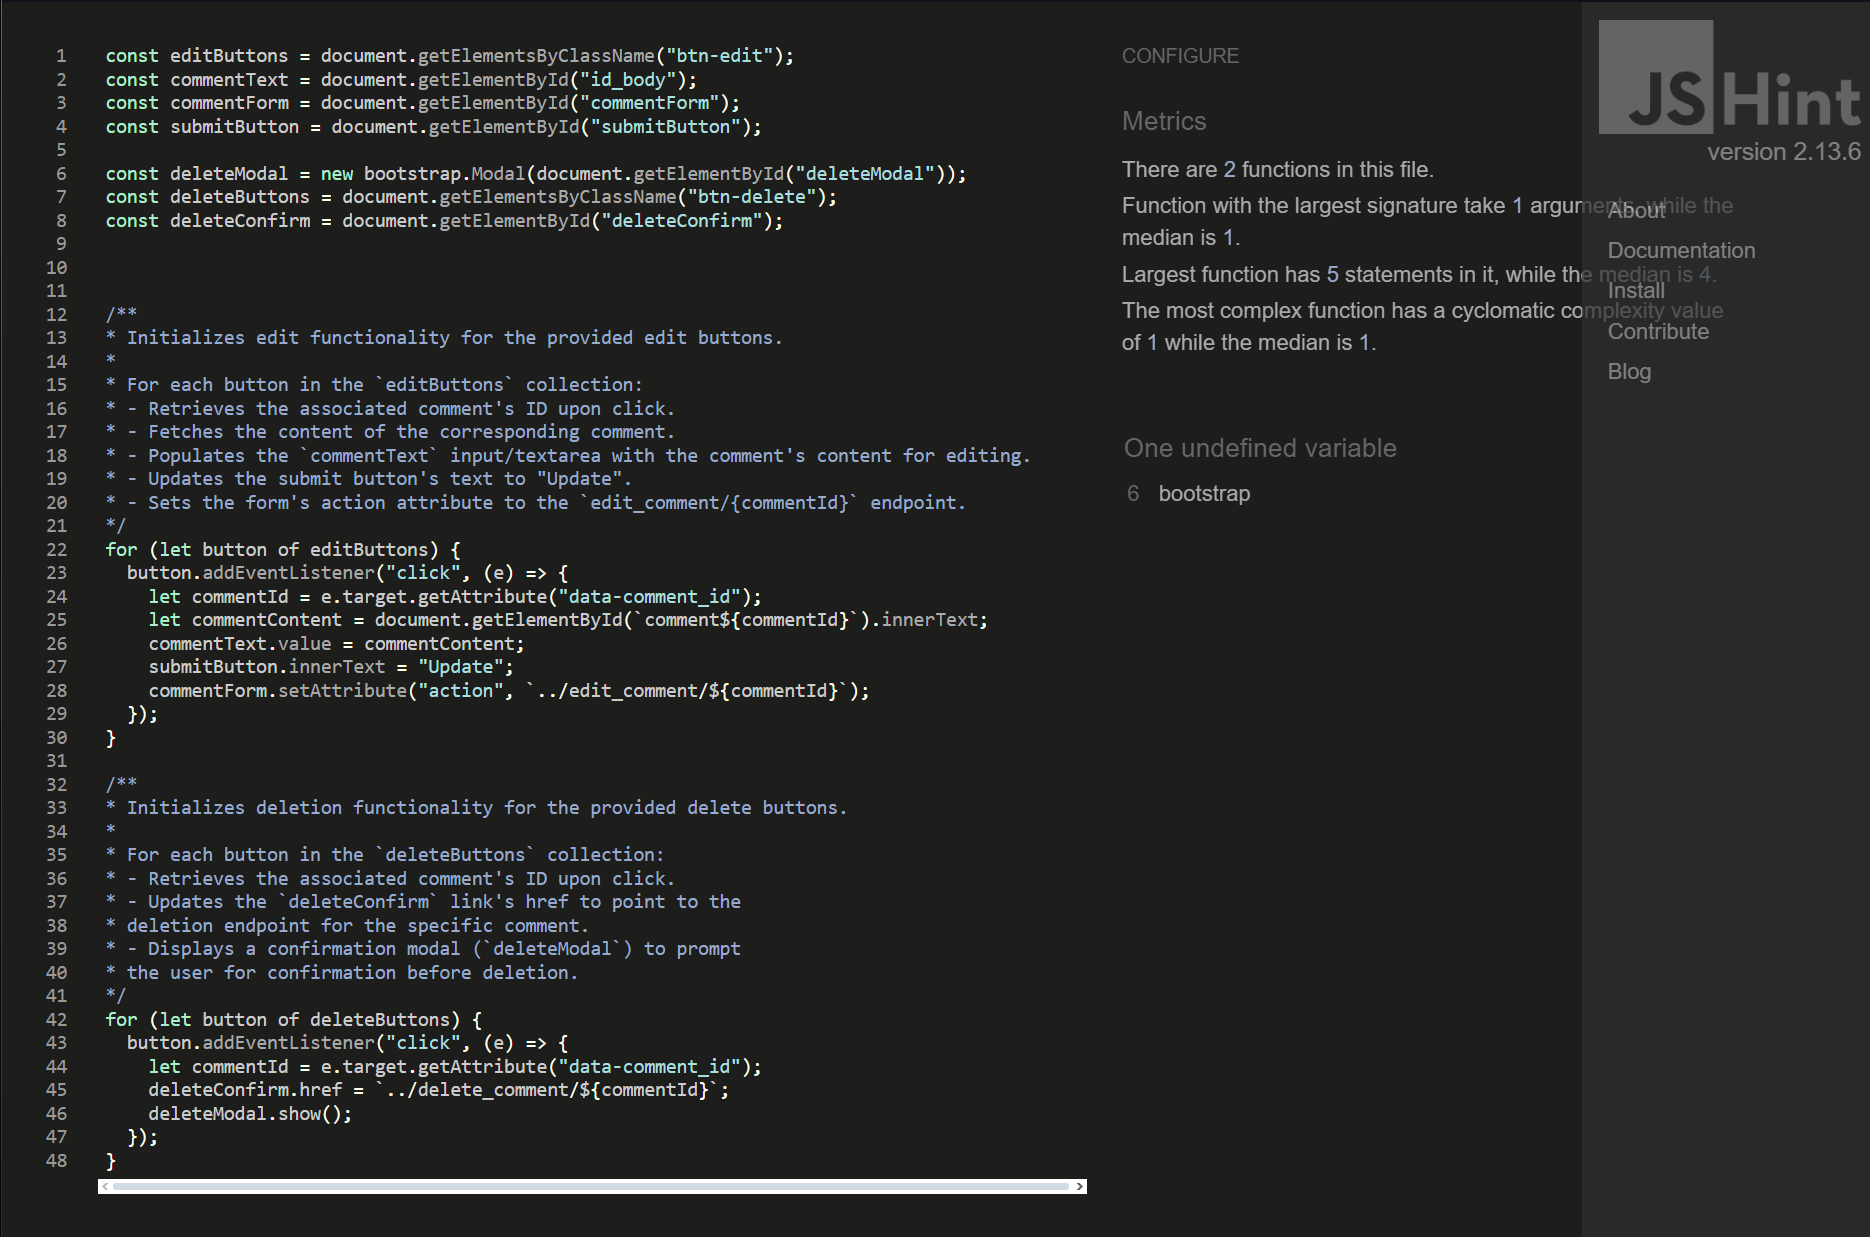 1 const editButtons = document.getElementsByClassName("btn-edit");
2 const commentText = document.getElementById("id_body");
3 const commentForm = document.getElementById("commentForm");
4 const submitButton = document.getElementById("submitButton");
5
6 const deleteModal = new bootstrap.Modal(document.getElementById("deleteModal"));
7 const deleteButtons = document.getElementsByClassName("btn-delete");
8 const deleteConfirm = document.getElementById("deleteConfirm");
9
10
11
12 /**
13 * Initializes edit functionality for the provided edit buttons.
14 *
15 * For each button in the `editButtons` collection:
16 * - Retrieves the associated comment's ID upon click.
17 * - Fetches the content of the corresponding comment.
18 * - Populates the `commentText` input/textarea with the comment's content for editing.
19 * - Updates the submit button's text to "Update".
20 * - Sets the form's action attribute to the `edit_comment/{commentId}` endpoint.
21 */
22 for (let button of editButtons) {
23   button.addEventListener("click", (e) => {
24     let commentId = e.target.getAttribute("data-comment_id");
25     let commentContent = document.getElementById(`comment${commentId}`).innerText;
26     commentText.value = commentContent;
27     submitButton.innerText = "Update";
28     commentForm.setAttribute("action", `../edit_comment/${commentId}`);
29   });
30 }
31
32 /**
33 * Initializes deletion functionality for the provided delete buttons.
34 *
35 * For each button in the `deleteButtons` collection:
36 * - Retrieves the associated comment's ID upon click.
37 * - Updates the `deleteConfirm` link's href to point to the
38 * deletion endpoint for the specific comment.
39 * - Displays a confirmation modal (`deleteModal`) to prompt
40 * the user for confirmation before deletion.
41 */
42 for (let button of deleteButtons) {
43   button.addEventListener("click", (e) => {
44     let commentId = e.target.getAttribute("data-comment_id");
45     deleteConfirm.href = `../delete_comment/${commentId}`;
46     deleteModal.show();
47   });
48 }
CONFIGURE
Metrics
There are 2 functions in this file.
Function with the largest signature take 1 arguments, while the
median is 1.
Largest function has 5 statements in it, while the median is 4.
The most complex function has a cyclomatic complexity value
of 1 while the median is 1.
One undefined variable
6 bootstrap
JSHint
version 2.13.6
About
Documentation
Install
Contribute
Blog